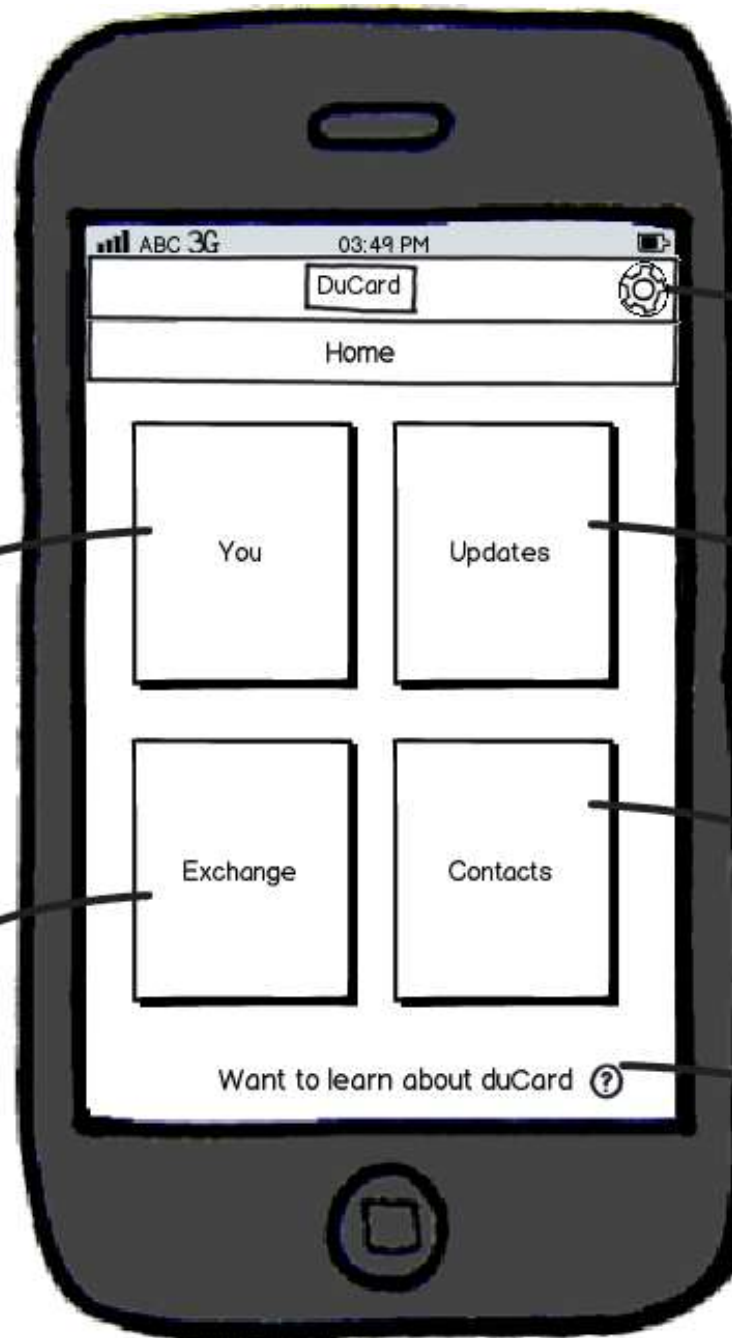 ABC 3G 03:49 PM
DuCard
Home
You Updates
Exchange Contacts
Want to learn about duCard ?